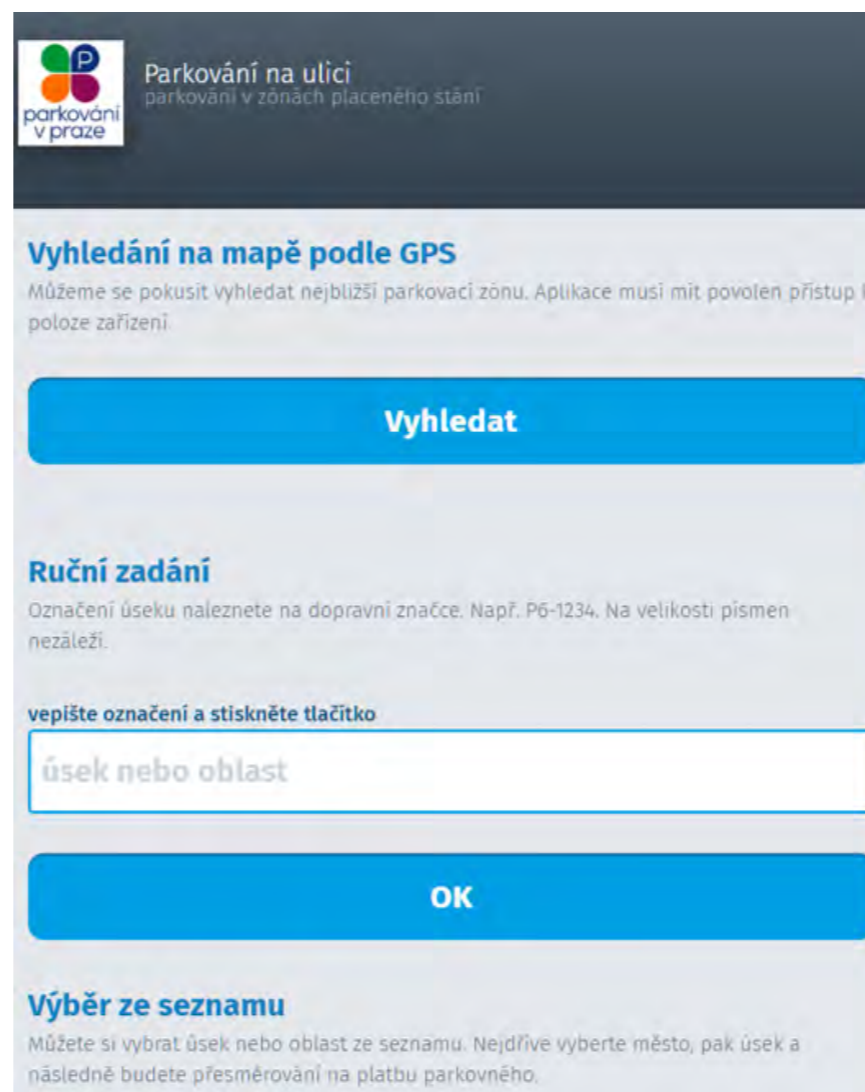 P
parkování
v praze
Parkování na ulici
parkování v zónách placeného stání
Vyhledání na mapě podle GPS
Můžeme se pokusit vyhledat nejbližší parkovací zónu. Aplikace musí mít povolen přístup
poloze zařízení.
Vyhledat
Ruční zadání
Označení úseku naleznete na dopravní značce. Např. P6-1234. Na velikosti písmen
nezáleží.
vepište označení a stiskněte tlačítko
úsek nebo oblast
OK
Výběr ze seznamu
Můžete si vybrat úsek nebo oblast ze seznamu. Nejdříve vyberte město, pak úsek a
následně budete přesměrování na platbu parkovného.